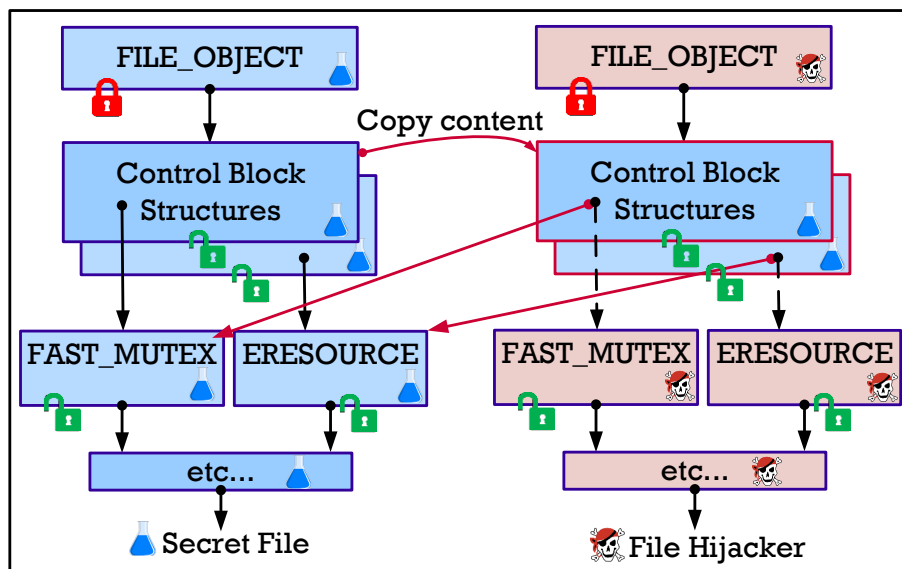 FILE_OBJECT
FILE_OBJECT
Copy content
Control Block
Structures
Control Block
Structures
FAST_MUTEX
ERESOURCE
FAST_MUTEX
ERESOURCE
etc...
etc...
Secret File
File Hijacker